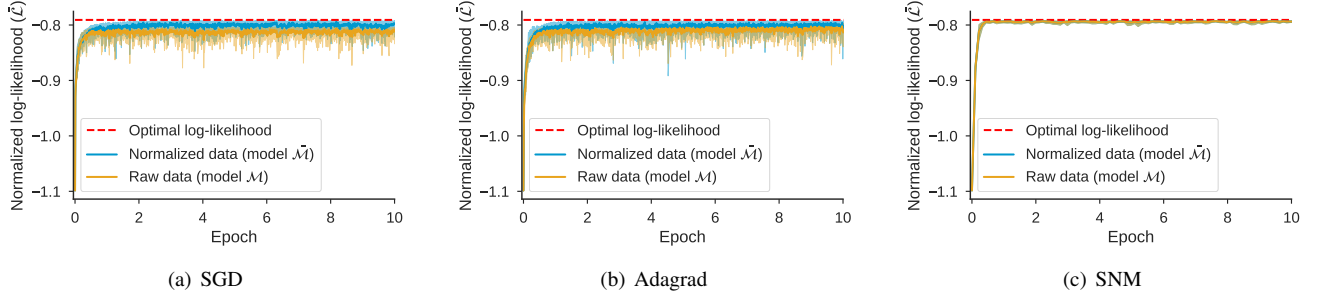 Normalized log-likelihood (ℒ̄)
−0.8
−0.9
−1.0
−1.1
Optimal log-likelihood
Normalized data (model ℳ̄)
Raw data (model ℳ)
0 2 4 6 8 10
Epoch
(a) SGD
Normalized log-likelihood (ℒ̄)
−0.8
−0.9
−1.0
−1.1
Optimal log-likelihood
Normalized data (model ℳ̄)
Raw data (model ℳ)
0 2 4 6 8 10
Epoch
(b) Adagrad
Normalized log-likelihood (ℒ̄)
−0.8
−0.9
−1.0
−1.1
Optimal log-likelihood
Normalized data (model ℳ̄)
Raw data (model ℳ)
0 2 4 6 8 10
Epoch
(c) SNM